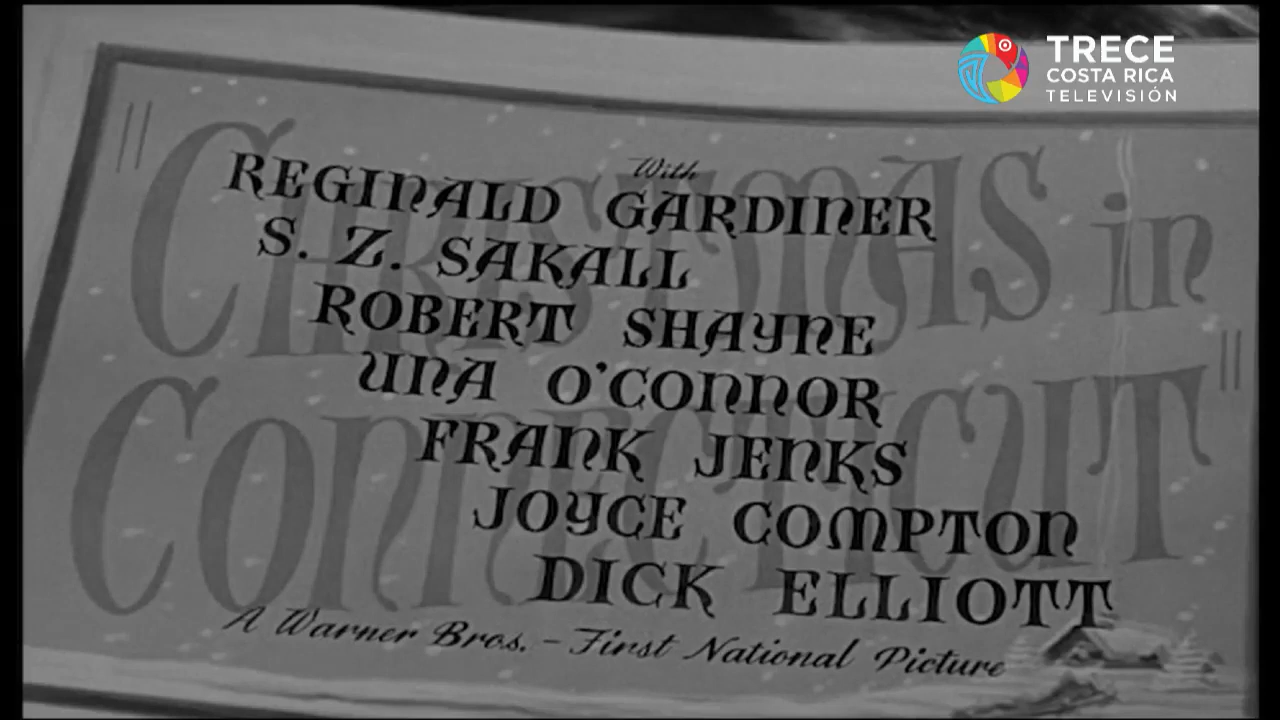 TRECE
COSTA RICA
TELEVISIÓN
"CHRISTMAS in
CONNECTICUT"
With
REGINALD GARDINER
S. Z. SAKALL
ROBERT SHAYNE
UNA O'CONNOR
FRANK JENKS
JOYCE COMPTON
DICK ELLIOTT
A Warner Bros. – First National Picture